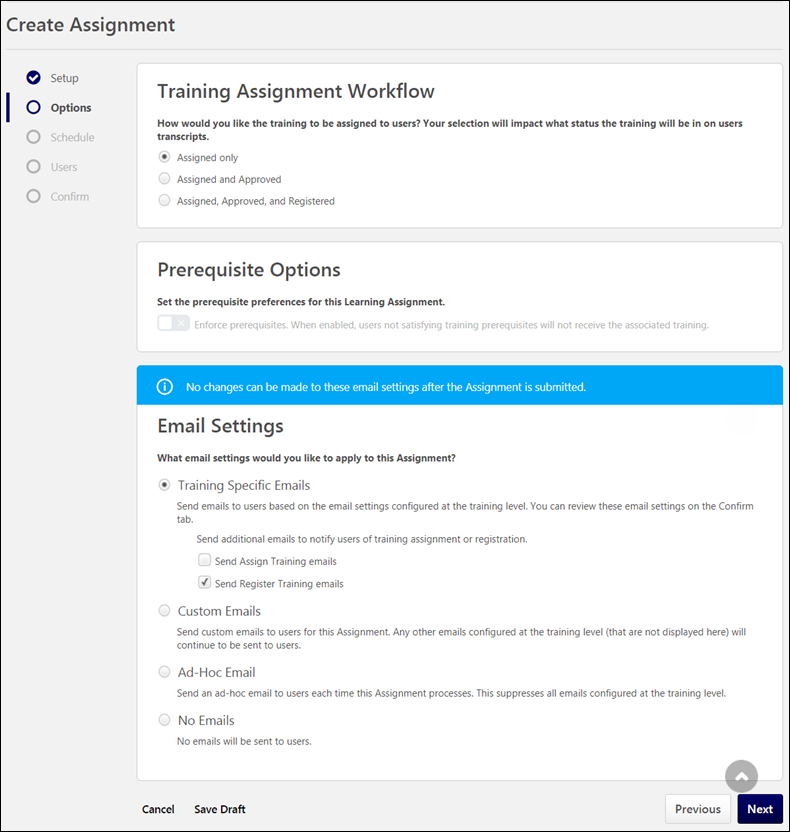 Create Assignment
Setup
Options
Schedule
Users
Confirm
Training Assignment Workflow
How would you like the training to be assigned to users? Your selection will impact what status the training will be in on users
transcripts.
Assigned only
Assigned and Approved
Assigned, Approved, and Registered
Prerequisite Options
Set the prerequisite preferences for this Learning Assignment.
Enforce prerequisites. When enabled, users not satisfying training prerequisites will not receive the associated training.
No changes can be made to these email settings after the Assignment is submitted.
Email Settings
What email settings would you like to apply to this Assignment?
Training Specific Emails
Send emails to users based on the email settings configured at the training level. You can review these email settings on the Confirm
tab.
Send additional emails to notify users of training assignment or registration.
Send Assign Training emails
Send Register Training emails
Custom Emails
Send custom emails to users for this Assignment. Any other emails configured at the training level (that are not displayed here) will
continue to be sent to users.
Ad-Hoc Email
Send an ad-hoc email to users each time this Assignment processes. This suppresses all emails configured at the training level.
No Emails
No emails will be sent to users.
Cancel
Save Draft
Previous
Next